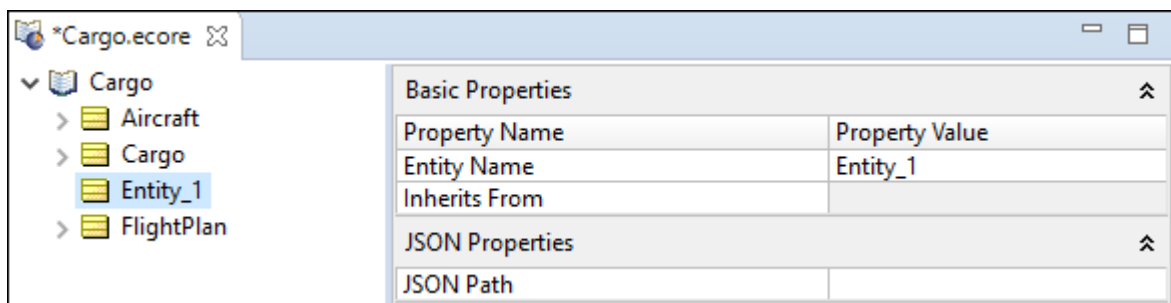 *Cargo.ecore
Cargo
Aircraft
Cargo
Entity_1
FlightPlan
Basic Properties
Property Name Property Value
Entity Name Entity_1
Inherits From
JSON Properties
JSON Path